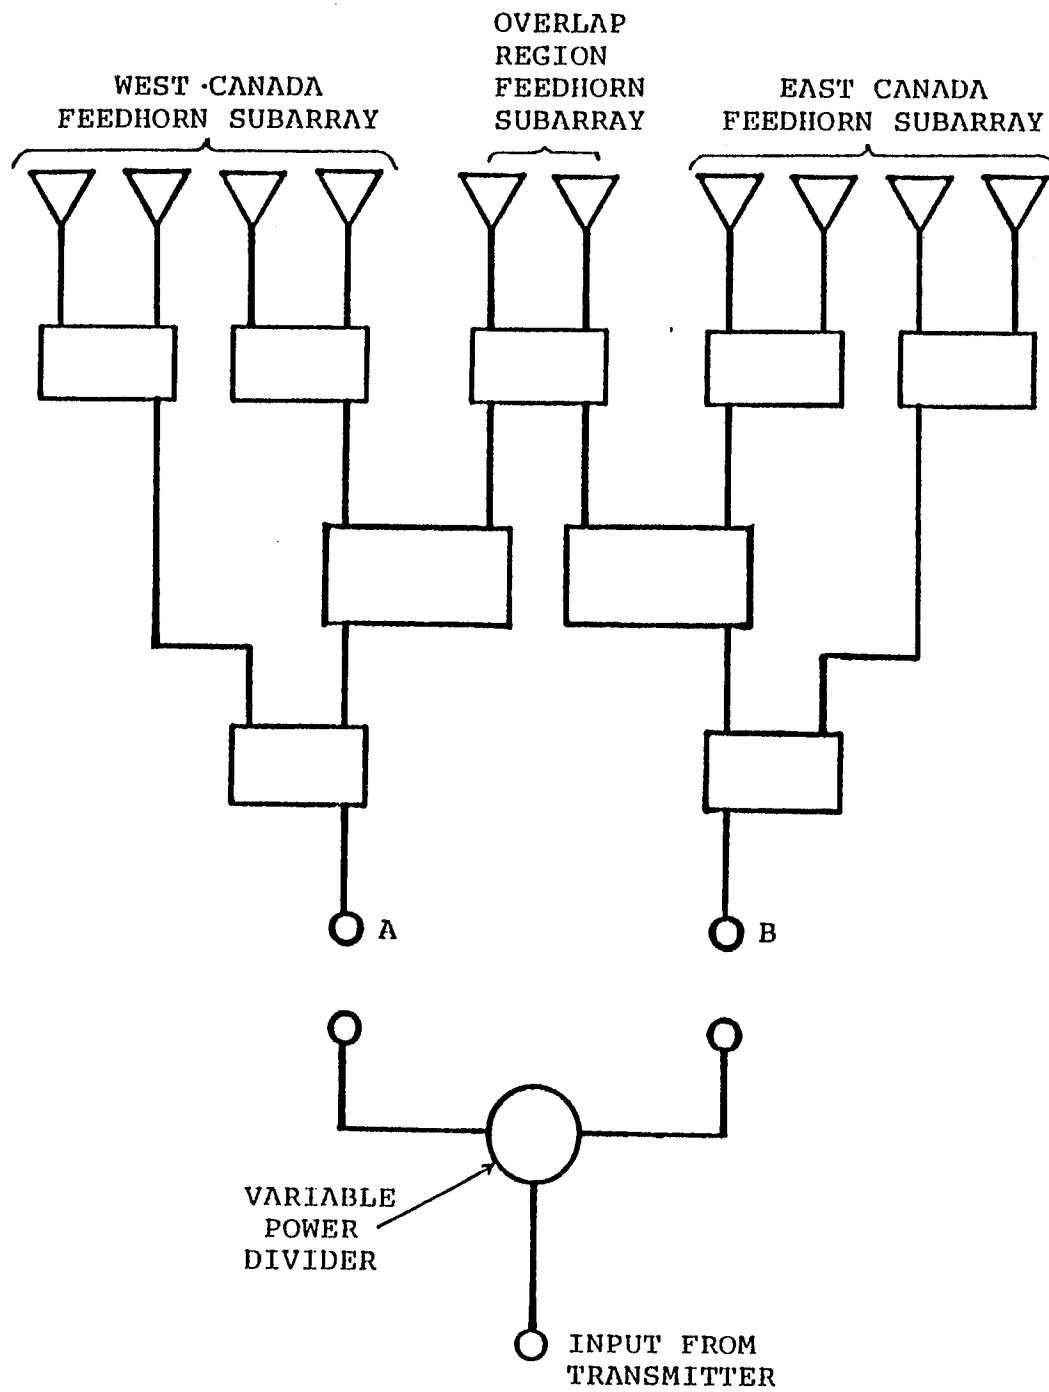 OVERLAP
REGION
FEEDHORN
SUBARRAY
WEST CANADA
FEEDHORN SUBARRAY
EAST CANADA
FEEDHORN SUBARRAY
A
B
VARIABLE
POWER
DIVIDER
INPUT FROM
TRANSMITTER